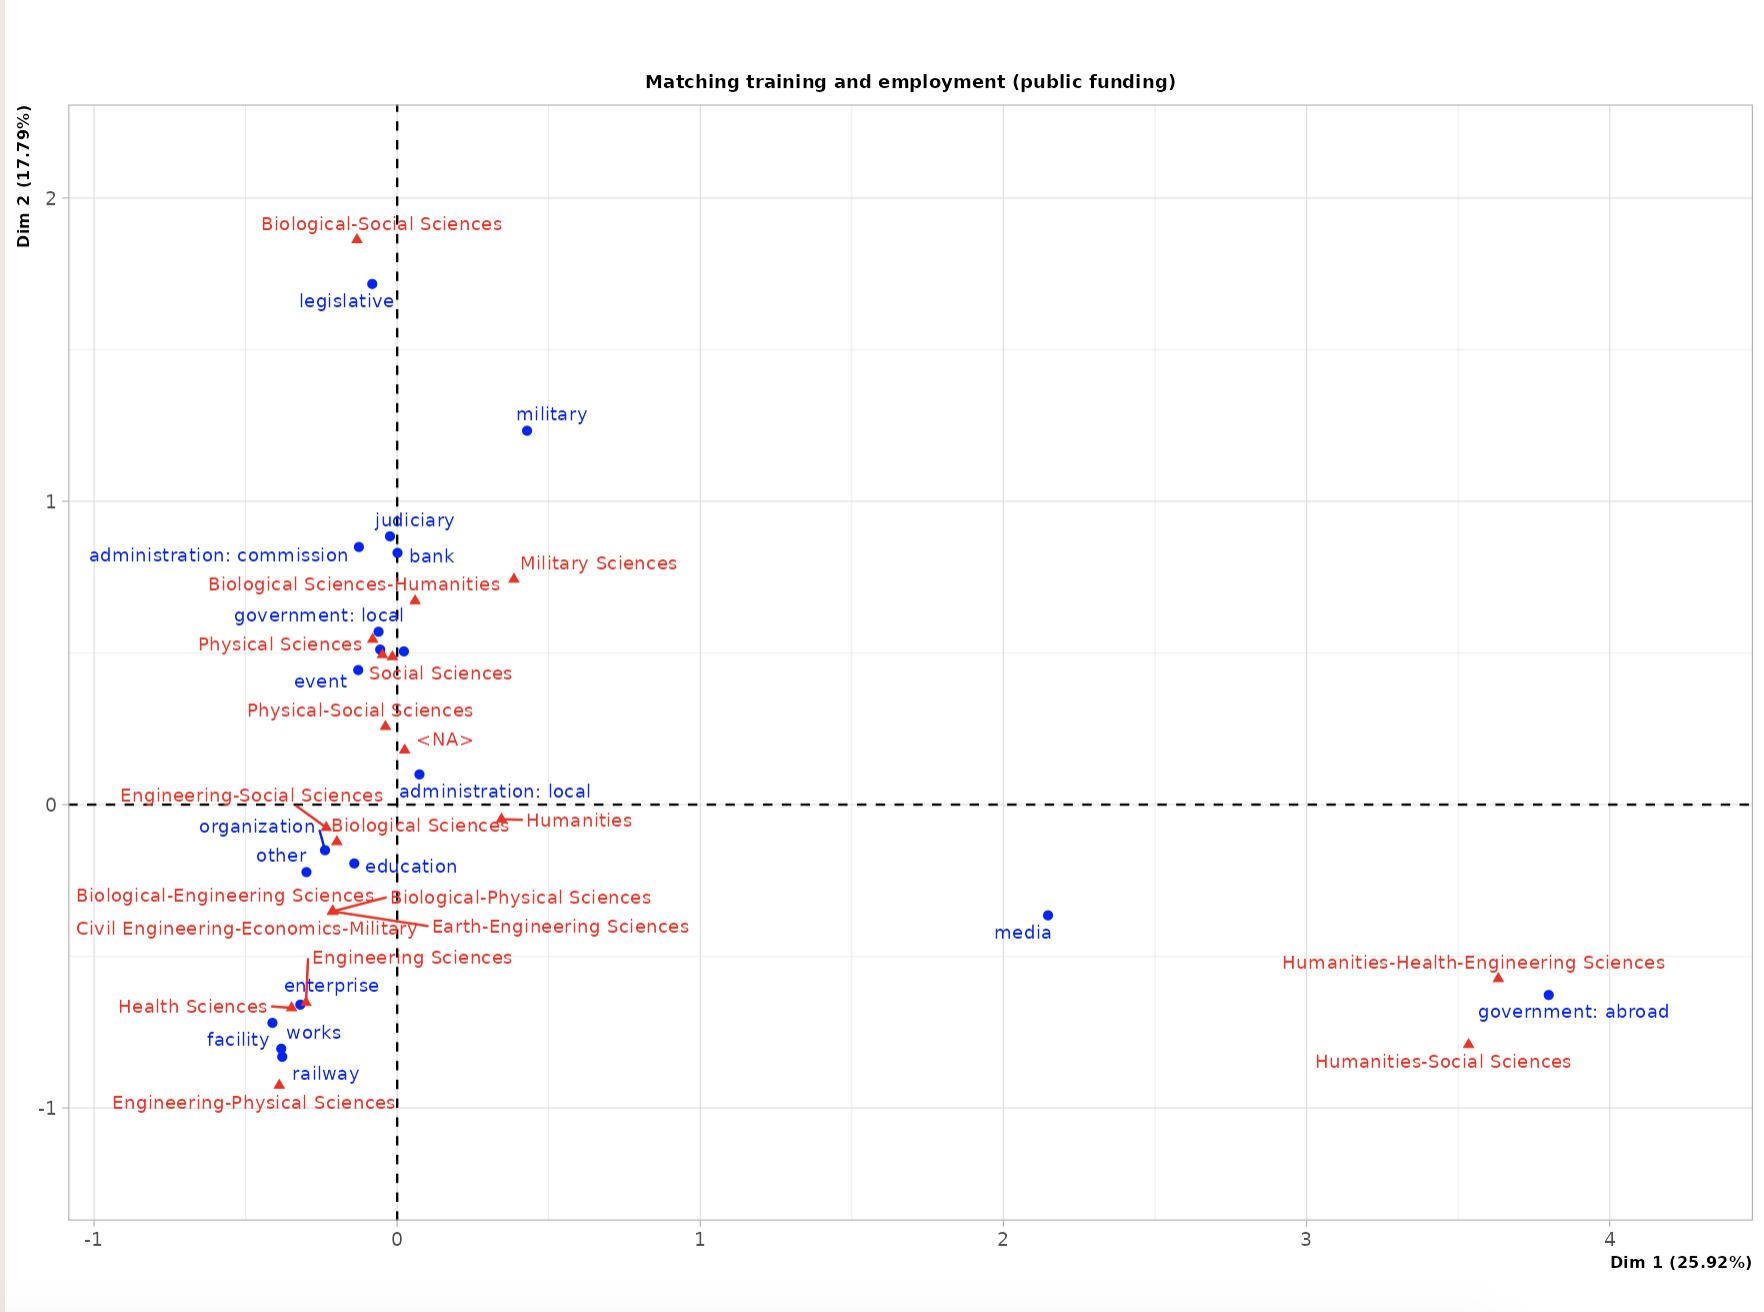 Matching training and employment (public funding)
Dim 2 (17.79%)
2
Biological-Social Sciences
legislative
military
1
judiciary
administration: commission
bank
Military Sciences
Biological Sciences-Humanities
government: local
Physical Sciences
Social Sciences
event
Physical-Social Sciences
<NA>
administration: local
Engineering-Social Sciences
0
Humanities
organization
Biological Sciences
other
education
Biological-Engineering Sciences
Biological-Physical Sciences
Civil Engineering-Economics-Military
Earth-Engineering Sciences
media
Engineering Sciences
Humanities-Health-Engineering Sciences
enterprise
Health Sciences
government: abroad
works
facility
Humanities-Social Sciences
railway
Engineering-Physical Sciences
-1
-1
0
1
2
3
4
Dim 1 (25.92%)